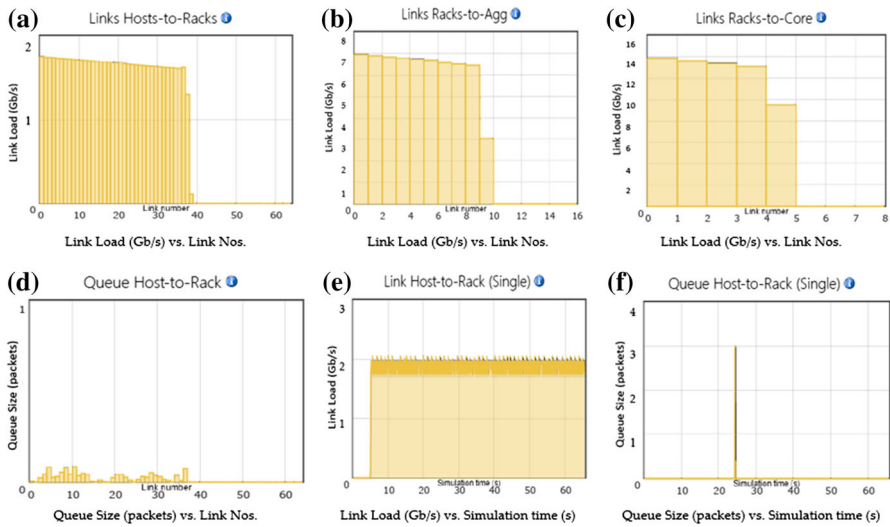 (a) Links Hosts-to-Racks i
2
1
0
Link Load (Gb/s)
0 10 20 30 40 50 60
Link number
Link Load (Gb/s) vs. Link Nos.
(b) Links Racks-to-Agg i
8
7
6
5
4
3
2
1
0
Link Load (Gb/s)
0 2 4 6 8 10 12 14 16
Link number
Link Load (Gb/s) vs. Link Nos.
(c) Links Racks-to-Core i
16
14
12
10
8
6
4
2
0
Link Load (Gb/s)
0 1 2 3 4 5 6 7 8
Link number
Link Load (Gb/s) vs. Link Nos.
(d) Queue Host-to-Rack i
1
0
Queue Size (packets)
0 10 20 30 40 50 60
Link number
Queue Size (packets) vs. Link Nos.
(e) Link Host-to-Rack (Single) i
3
2
1
0
Link Load (Gb/s)
10 20 30 40 50 60
Simulation time (s)
Link Load (Gb/s) vs. Simulation time (s)
(f) Queue Host-to-Rack (Single) i
4
3
2
1
0
Queue Size (packets)
10 20 30 40 50 60
Simulation time (s)
Queue Size (packets) vs. Simulation time (s)